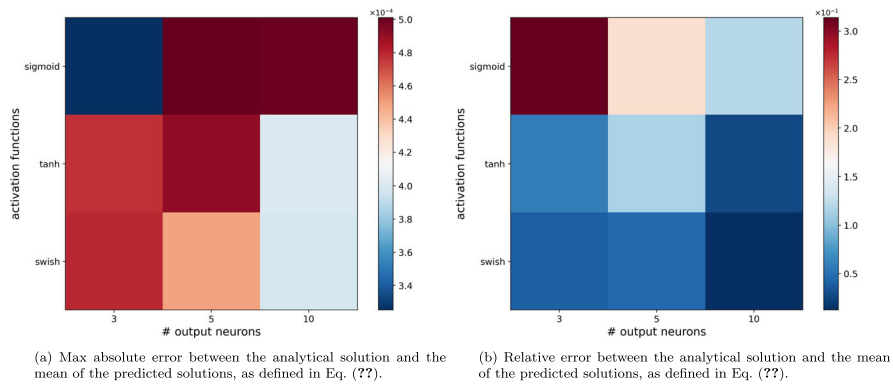 ×10⁻⁴
sigmoid
tanh
swish
activation functions
3
5
10
# output neurons
5.0
4.8
4.6
4.4
4.2
4.0
3.8
3.6
3.4
(a) Max absolute error between the analytical solution and the
mean of the predicted solutions, as defined in Eq. (??).
×10⁻¹
sigmoid
tanh
swish
activation functions
3
5
10
# output neurons
3.0
2.5
2.0
1.5
1.0
0.5
(b) Relative error between the analytical solution and the mean
of the predicted solutions, as defined in Eq. (??).